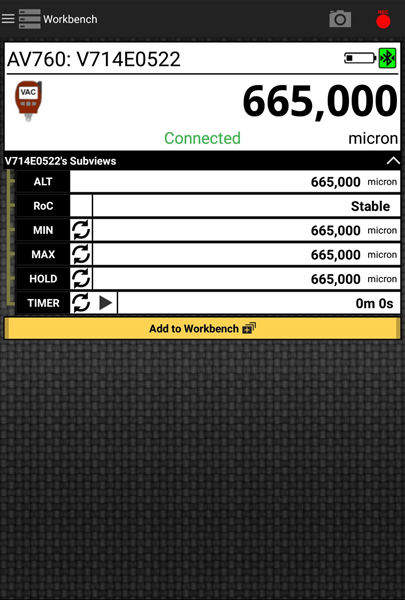 Workbench
REC
AV760: V714E0522
VAC
665,000
Connected
micron
V714E0522's Subviews
ALT 665,000 micron
RoC Stable
MIN 665,000 micron
MAX 665,000 micron
HOLD 665,000 micron
TIMER 0m 0s
Add to Workbench